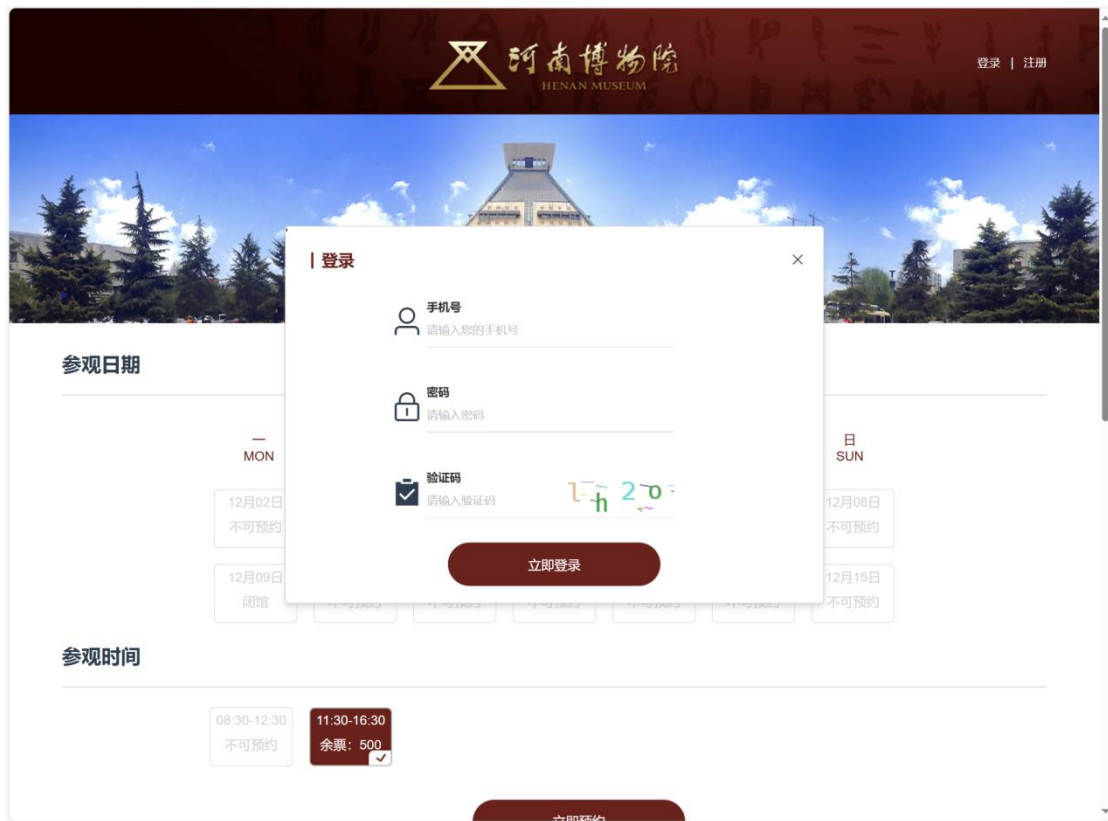 河南博物院
HENAN MUSEUM
登录 | 注册
登录
×
手机号
请输入您的手机号
密码
请输入密码
验证码
请输入验证码
立即登录
参观日期
一
MON
日
SUN
12月02日
不可预约
12月08日
不可预约
12月09日
闭馆
12月15日
不可预约
参观时间
08:30-12:30
不可预约
11:30-16:30
余票：500
立即预约